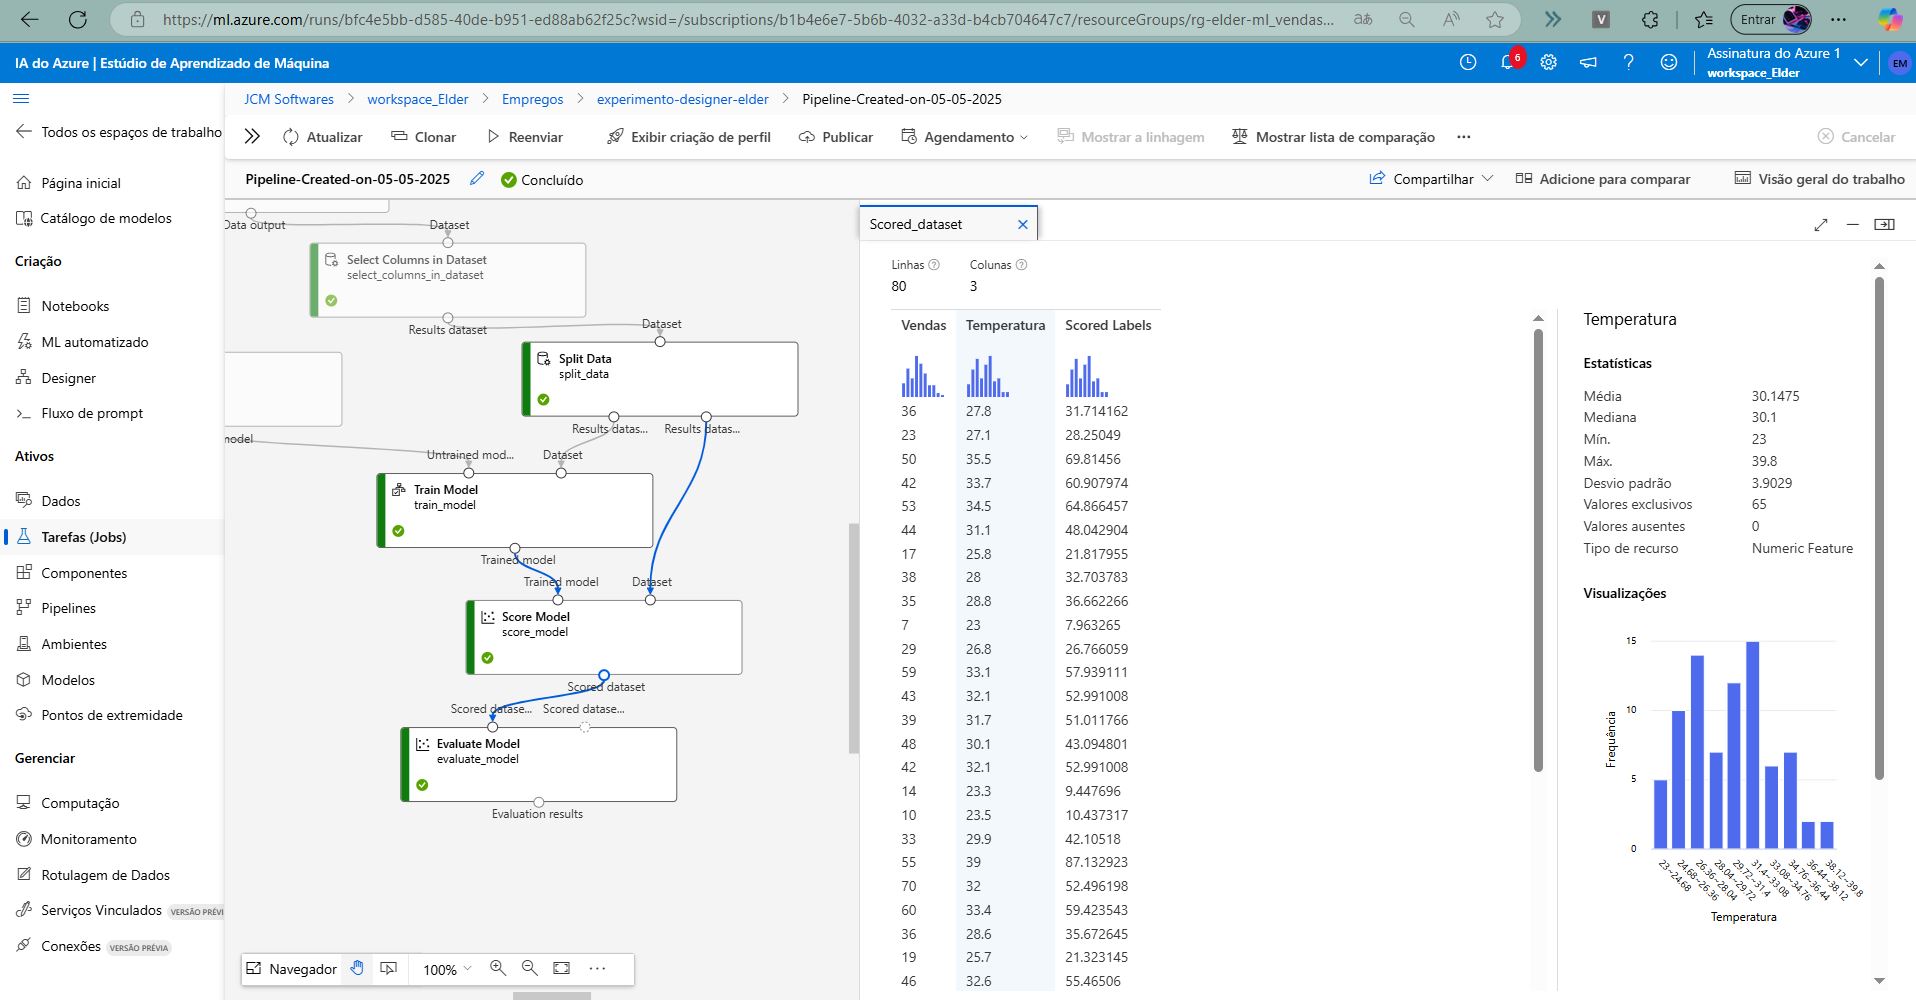 https://ml.azure.com/runs/bfc4e5bb-d585-40de-b951-ed88ab62f25c?wsid=/subscriptions/b1b4e6e7-5b6b-4032-a33d-b4cb704647c7/resourceGroups/rg-elder-ml_vendas...
Entrar
IA do Azure | Estúdio de Aprendizado de Máquina
6
Assinatura do Azure 1
workspace_Elder
EM
JCM Softwares > workspace_Elder > Empregos > experimento-designer-elder > Pipeline-Created-on-05-05-2025
Todos os espaços de trabalho
Atualizar Clonar Reenviar Exibir criação de perfil Publicar Agendamento Mostrar a linhagem Mostrar lista de comparação ... Cancelar
Pipeline-Created-on-05-05-2025 Concluído Compartilhar Adicione para comparar Visão geral do trabalho
Página inicial
Catálogo de modelos
Criação
Notebooks
ML automatizado
Designer
Fluxo de prompt
Ativos
Dados
Tarefas (Jobs)
Componentes
Pipelines
Ambientes
Modelos
Pontos de extremidade
Gerenciar
Computação
Monitoramento
Rotulagem de Dados
Serviços Vinculados VERSÃO PRÉVI
Conexões VERSÃO PRÉVIA
Data output
Dataset
Select Columns in Dataset
select_columns_in_dataset
Results dataset
Dataset
Split Data
split_data
Results datas... Results datas...
model
Untrained mod... Dataset
Train Model
train_model
Trained model
Trained model Dataset
Score Model
score_model
Scored dataset
Scored datase... Scored datase...
Evaluate Model
evaluate_model
Evaluation results
Navegador 100% ...
Scored_dataset
Linhas Colunas
80 3
Vendas Temperatura Scored Labels
36 27.8 31.714162
23 27.1 28.25049
50 35.5 69.81456
42 33.7 60.907974
53 34.5 64.866457
44 31.1 48.042904
17 25.8 21.817955
38 28 32.703783
35 28.8 36.662266
7 23 7.963265
29 26.8 26.766059
59 33.1 57.939111
43 32.1 52.991008
39 31.7 51.011766
48 30.1 43.094801
42 32.1 52.991008
14 23.3 9.447696
10 23.5 10.437317
33 29.9 42.10518
55 39 87.132923
70 32 52.496198
60 33.4 59.423543
36 28.6 35.672645
19 25.7 21.323145
46 32.6 55.46506
Temperatura
Estatísticas
Média 30.1475
Mediana 30.1
Mín. 23
Máx. 39.8
Desvio padrão 3.9029
Valores exclusivos 65
Valores ausentes 0
Tipo de recurso Numeric Feature
Visualizações
15
10
5
0
Frequência
23~24.68
24.68~26.36
26.36~28.04
28.04~29.72
29.72~31.4
31.4~33.08
33.08~34.76
34.76~36.44
36.44~38.12
38.12~39.8
Temperatura